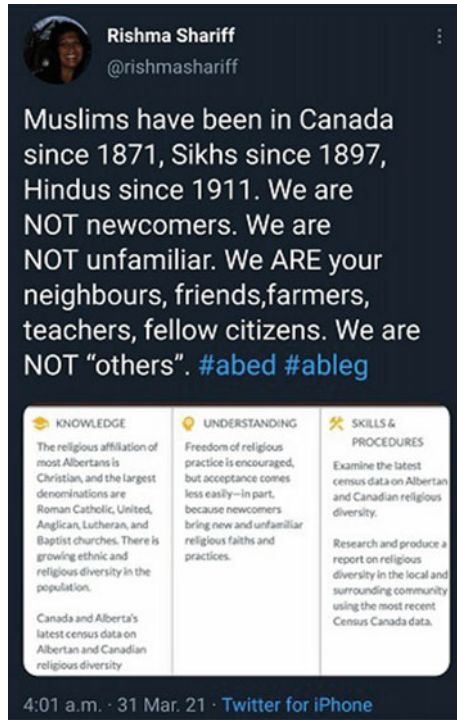 Rishma Shariff
@rishmashariff
Muslims have been in Canada
since 1871, Sikhs since 1897,
Hindus since 1911. We are
NOT newcomers. We are
NOT unfamiliar. We ARE your
neighbours, friends,farmers,
teachers, fellow citizens. We are
NOT “others”. #abed #ableg
KNOWLEDGE
The religious affiliation of
most Albertans is
Christian, and the largest
denominations are
Roman Catholic, United,
Anglican, Lutheran, and
Baptist churches. There is
growing ethnic and
religious diversity in the
population.
Canada and Alberta's
latest census data on
Albertan and Canadian
religious diversity
UNDERSTANDING
Freedom of religious
practice is encouraged,
but acceptance comes
less easily—in part,
because newcomers
bring new and unfamiliar
religious faiths and
practices.
SKILLS &
PROCEDURES
Examine the latest
census data on Albertan
and Canadian religious
diversity.
Research and produce a
report on religious
diversity in the local and
surrounding community
using the most recent
Census Canada data.
4:01 a.m. · 31 Mar. 21 · Twitter for iPhone